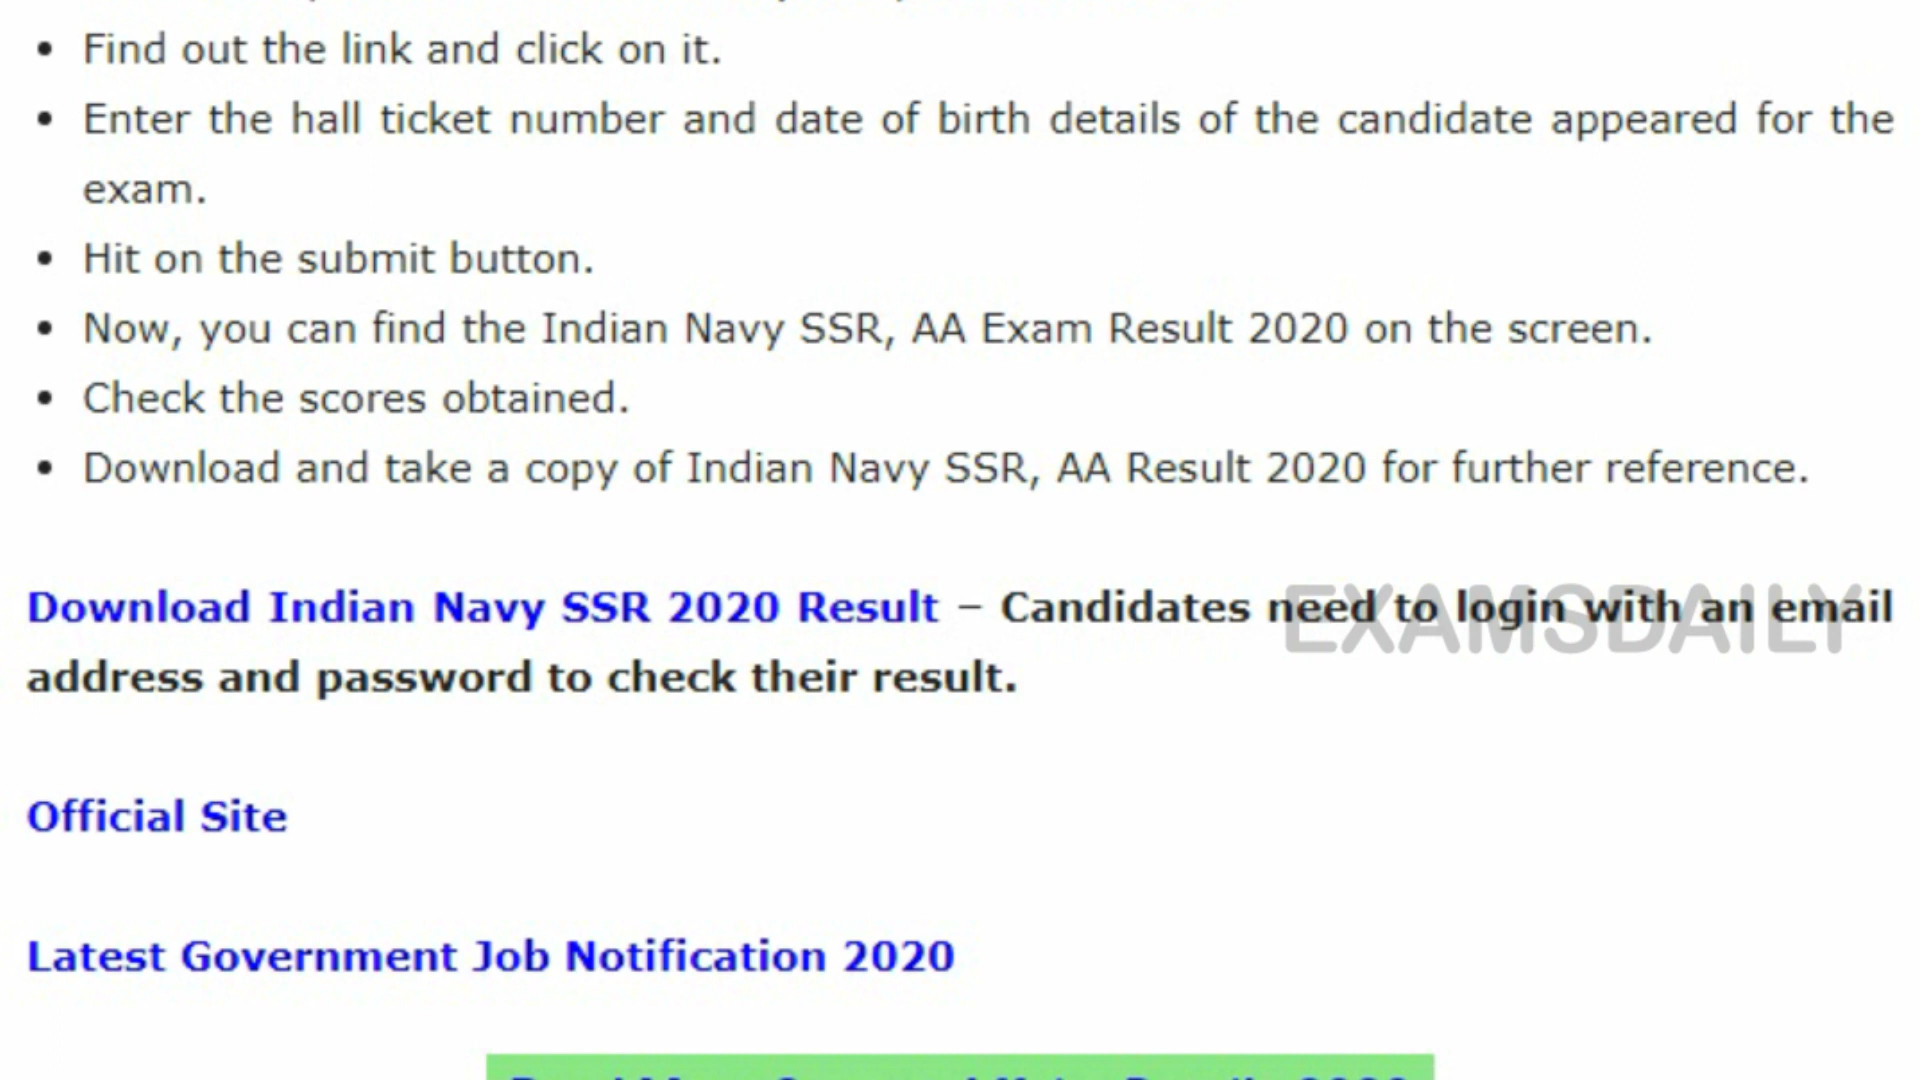 Find out the link and click on it.
Enter the hall ticket number and date of birth details of the candidate appeared for the
exam.
Hit on the submit button.
Now, you can find the Indian Navy SSR, AA Exam Result 2020 on the screen.
Check the scores obtained.
Download and take a copy of Indian Navy SSR, AA Result 2020 for further reference.
Download Indian Navy SSR 2020 Result – Candidates need to login with an email
EXAMSDAILY
address and password to check their result.
Official Site
Latest Government Job Notification 2020